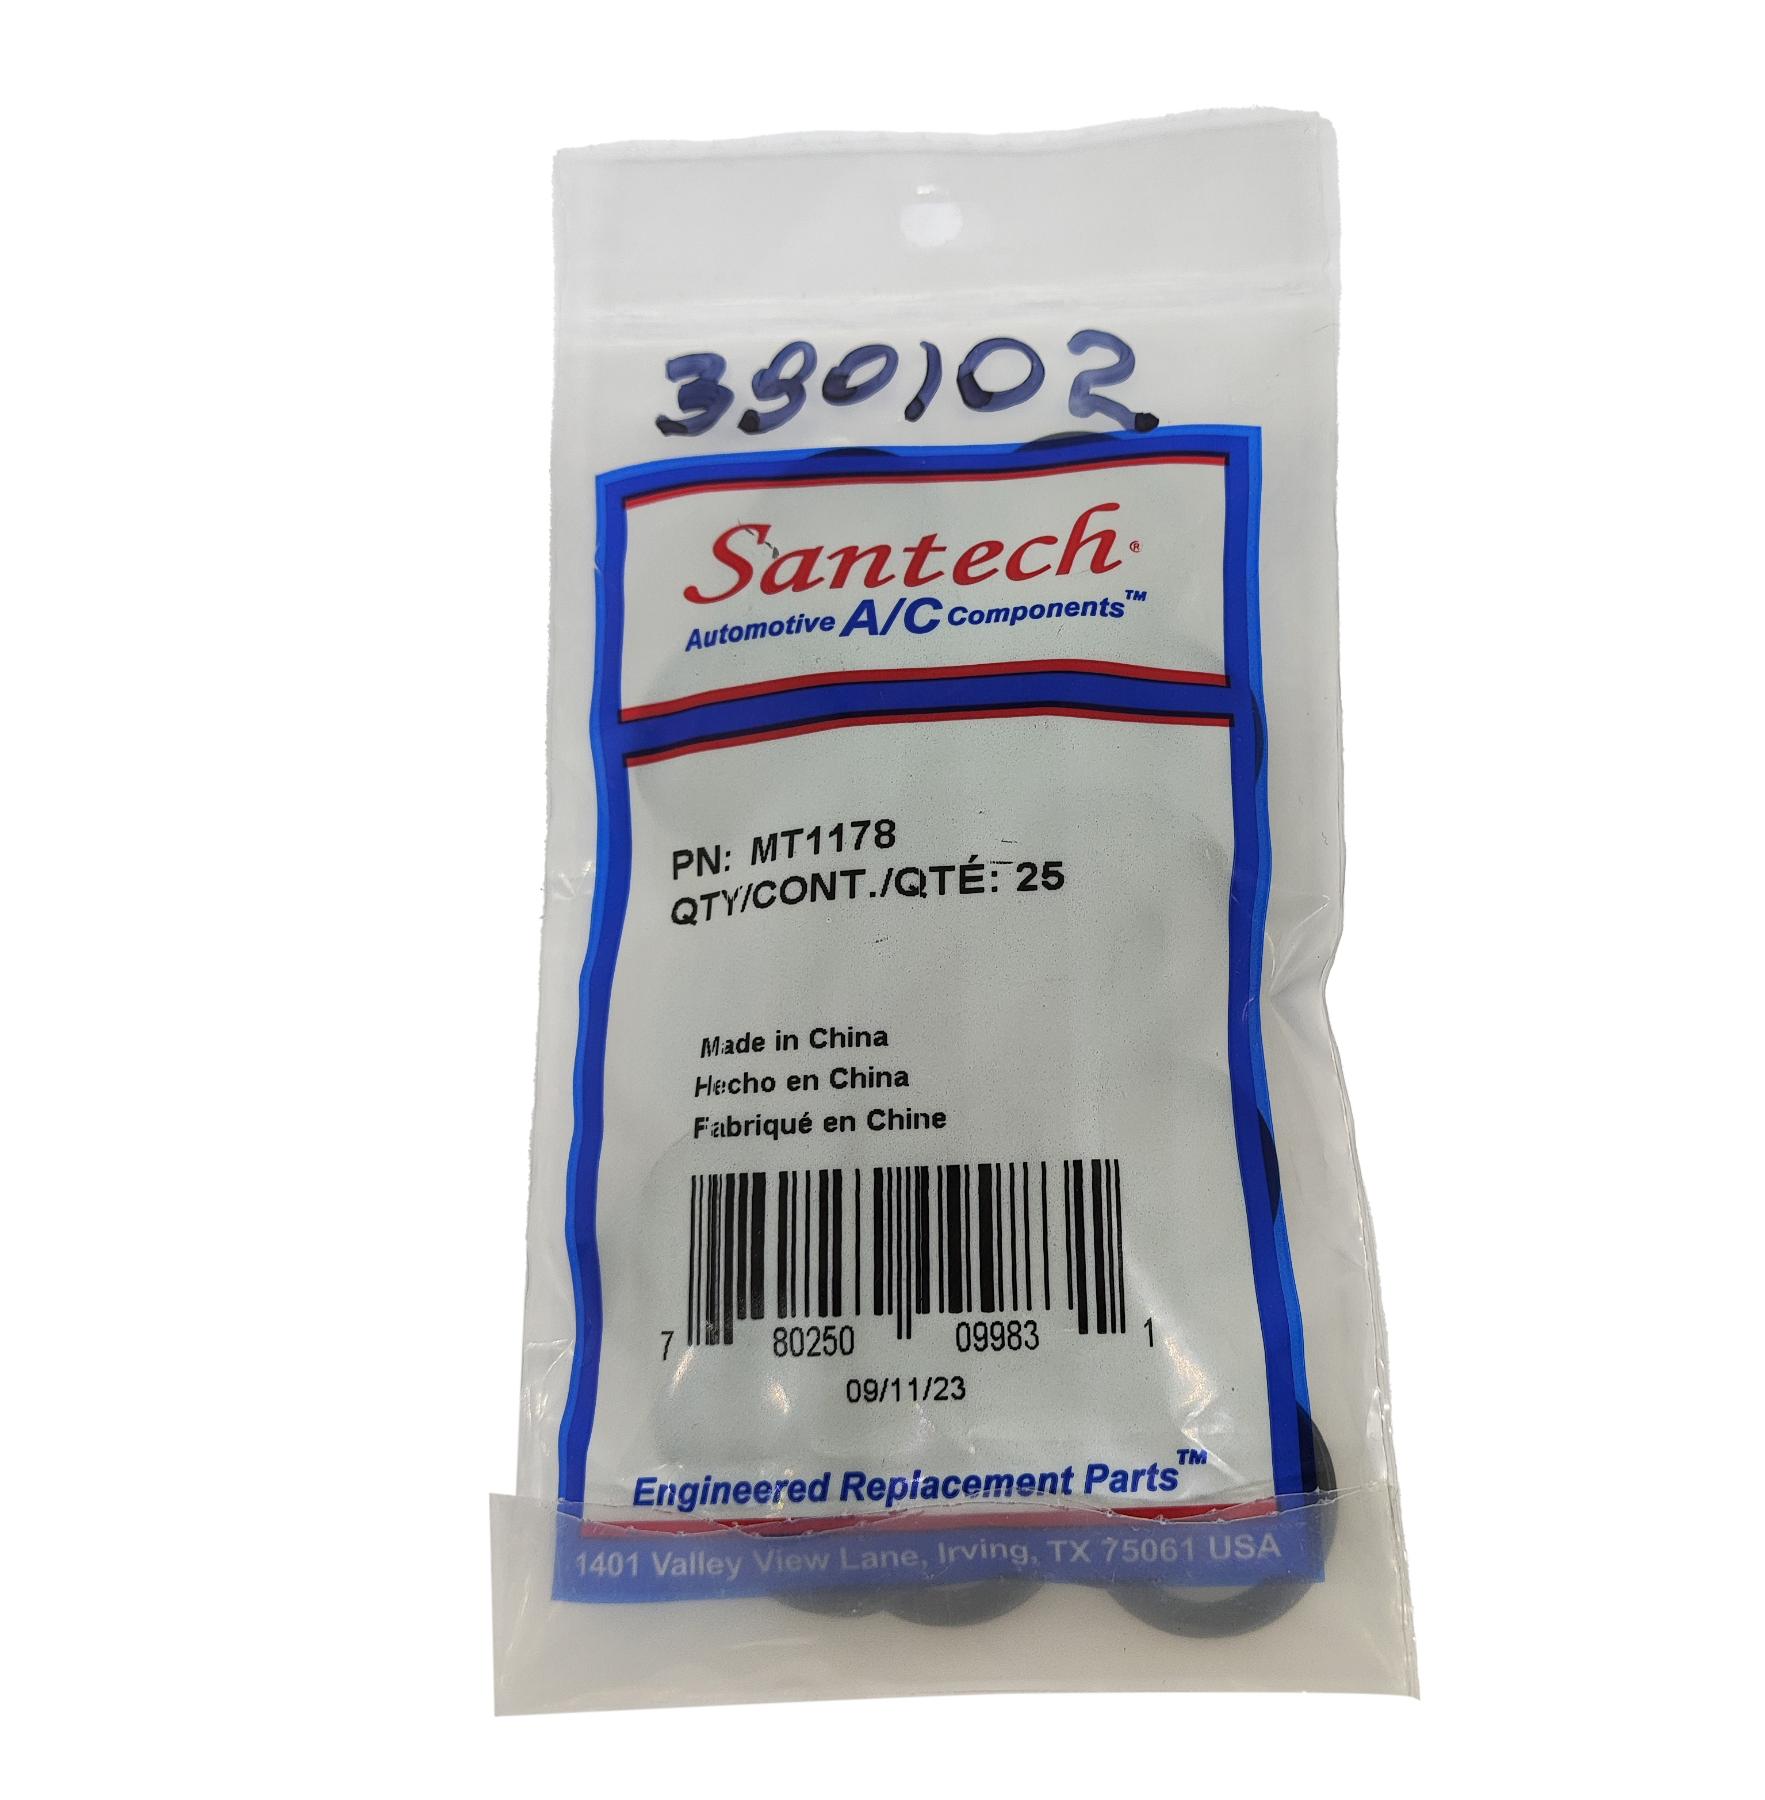 390102
Santech®
Automotive A/C Components™
PN: MT1178
QTY/CONT./QTÉ: 25
Made in China
Hecho en China
Fabriqué en Chine
7 80250 09983 1
09/11/23
Engineered Replacement Parts™
1401 Valley View Lane, Irving, TX 75061 USA